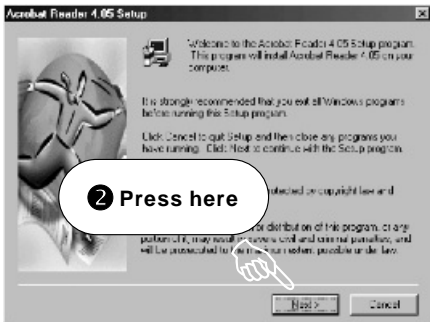 Acrobat Reader 4.05 Setup
Welcome to the Acrobat Reader 4.05 Setup program.
This program will install Acrobat Reader 4.05 on your
computer.
It is strongly recommended that you exit all Windows programs
before running this Setup program.
Click Cancel to quit Setup and then close any programs you
have running. Click Next to continue with the Setup program.
❷ Press here
protected by copyright law and
or distribution of this program, or any
portion of it, may result in severe civil and criminal penalties, and
will be prosecuted to the maximum extent possible under law.
Next >
Cancel